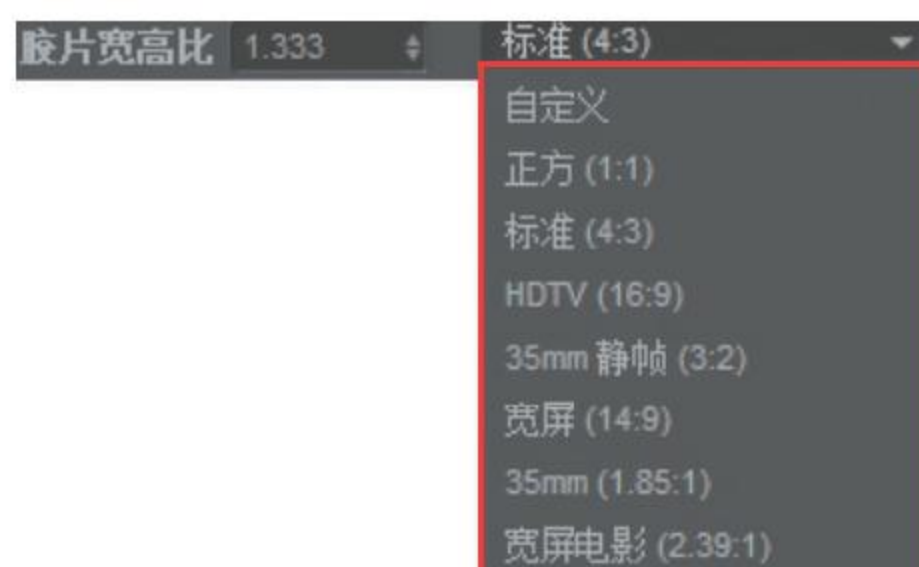 胶片宽高比 1.333 标准 (4:3)
自定义
正方 (1:1)
标准 (4:3)
HDTV (16:9)
35mm 静帧 (3:2)
宽屏 (14:9)
35mm (1.85:1)
宽屏电影 (2.39:1)